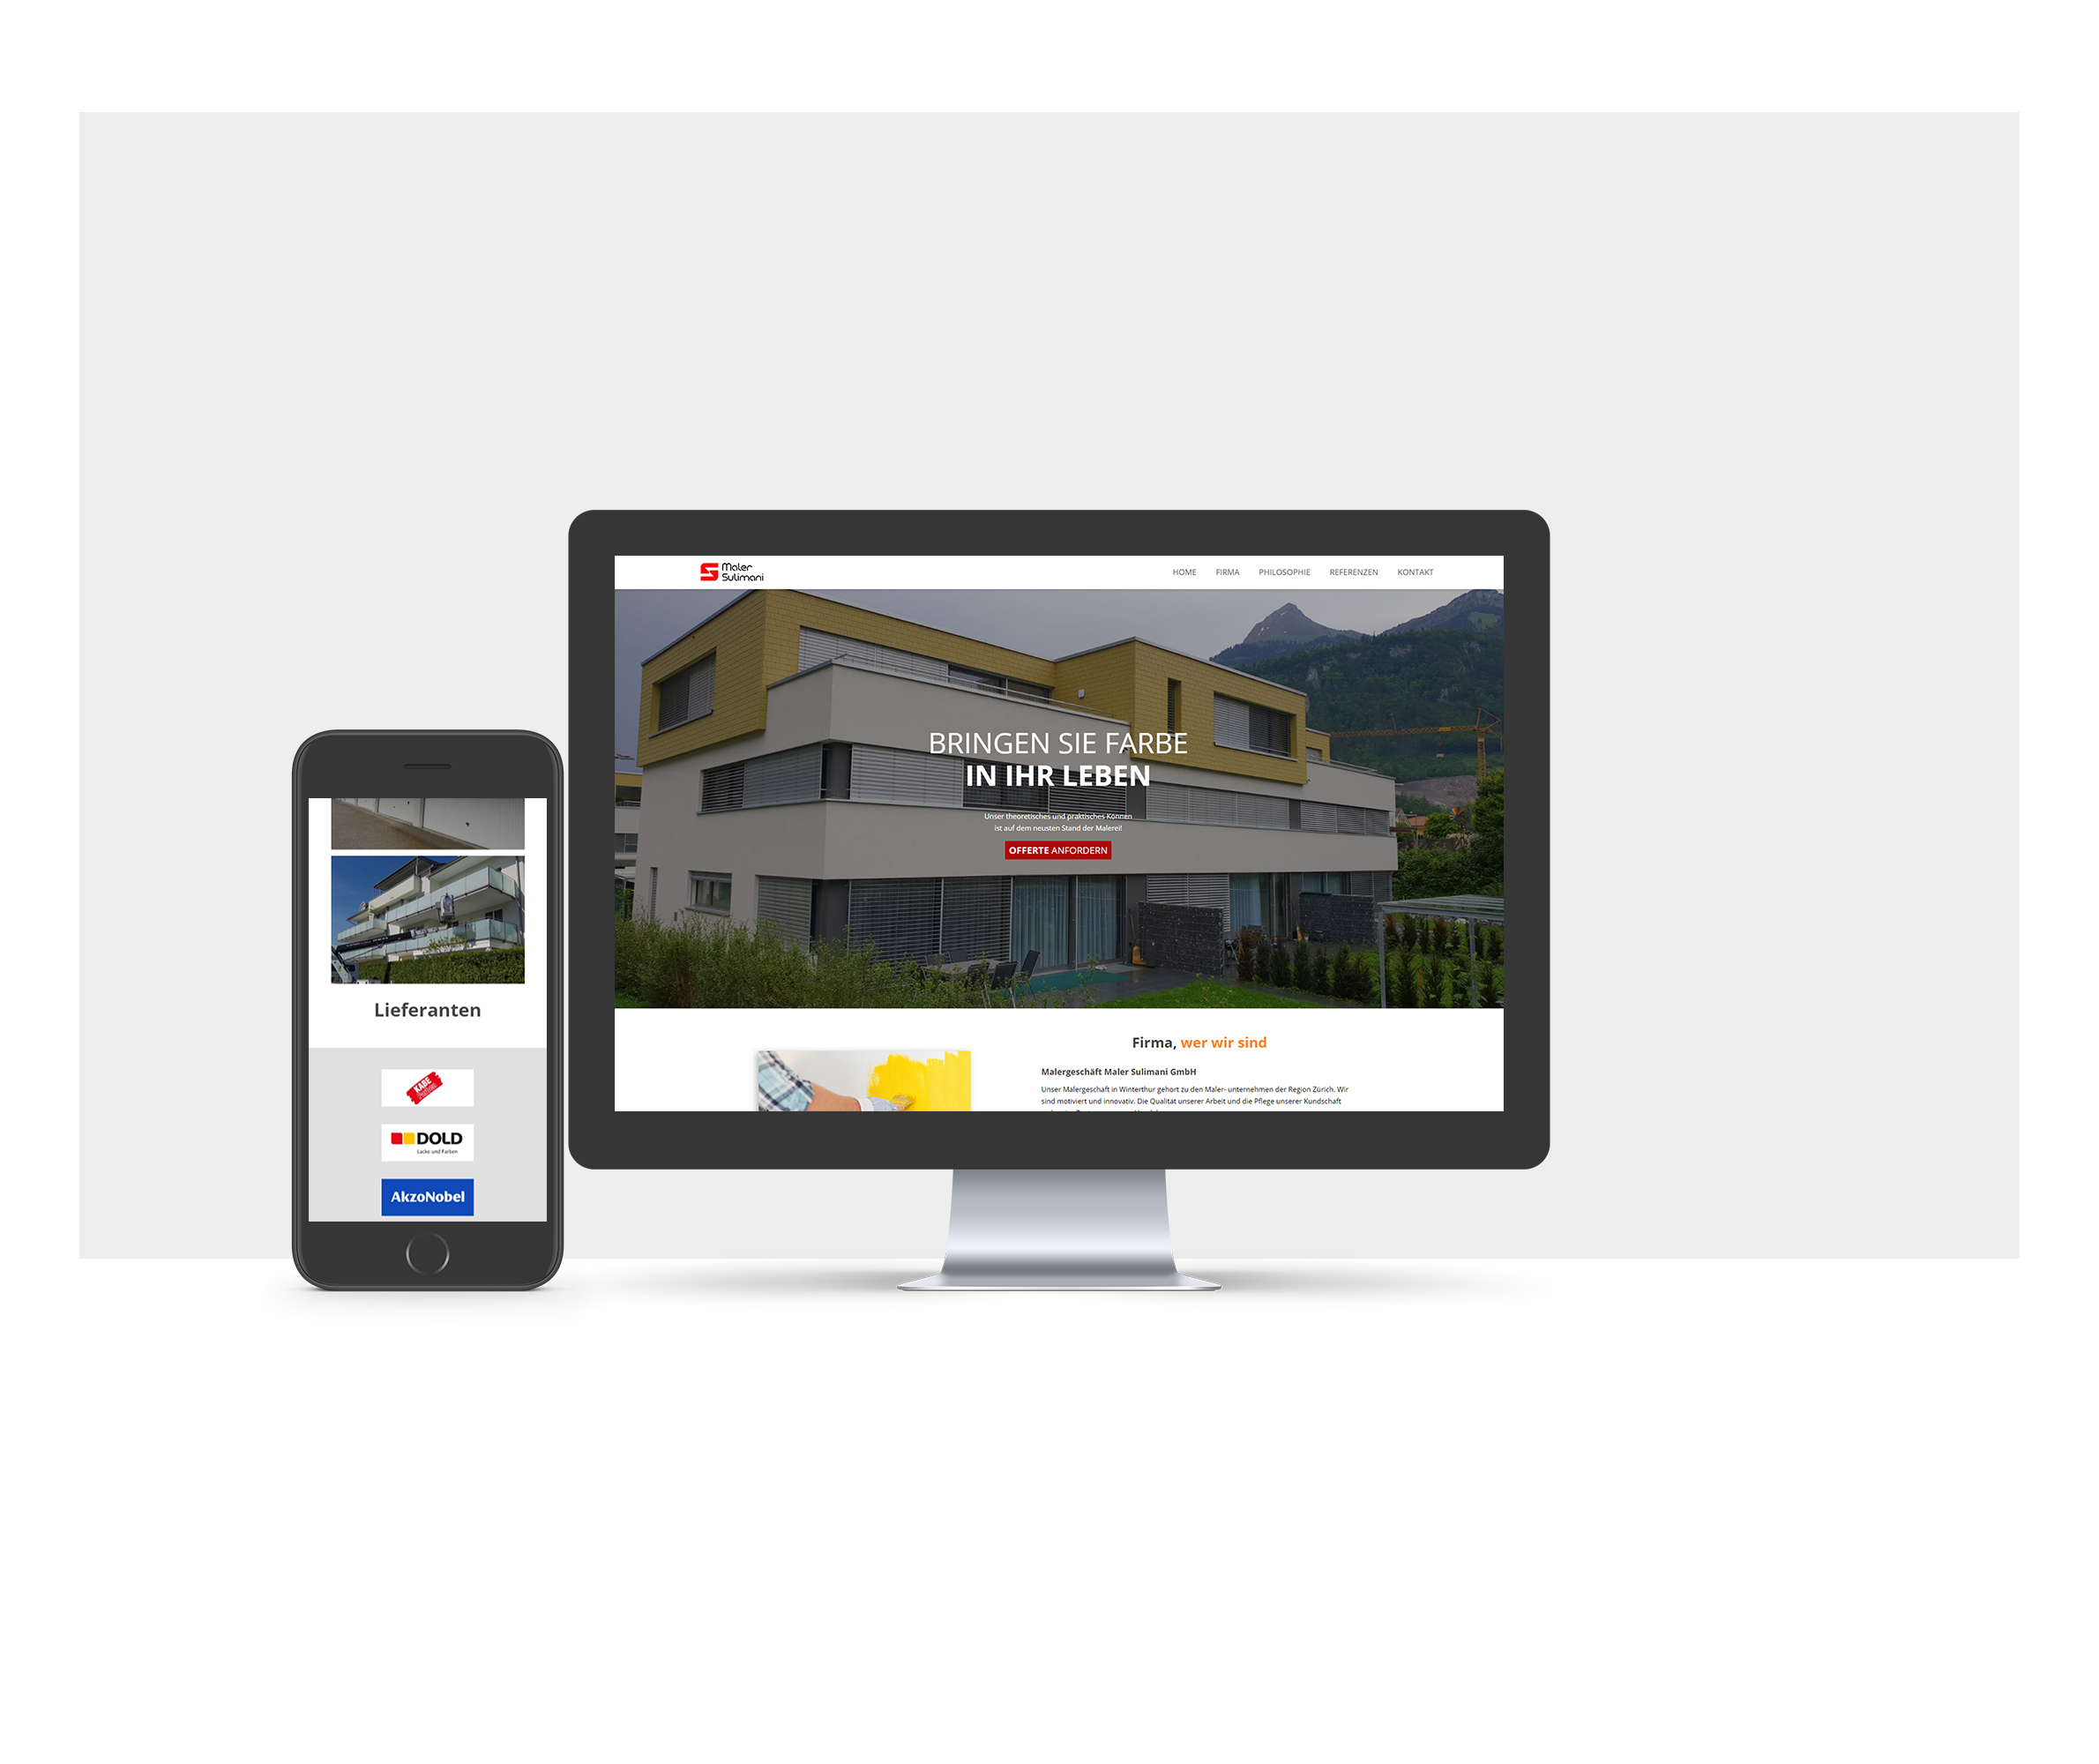 Maler
Sulimani
HOME FIRMA PHILOSOPHIE REFERENZEN KONTAKT
BRINGEN SIE FARBE
IN IHR LEBEN
Unser theoretisches und praktisches Können
ist auf dem neusten Stand der Malerei!
OFFERTE ANFORDERN
Firma, wer wir sind
Malergeschäft Maler Sulimani GmbH
Unser Malergeschäft in Winterthur gehört zu den Maler- unternehmen der Region Zürich. Wir
sind motiviert und innovativ. Die Qualität unserer Arbeit und die Pflege unserer Kundschaft
Lieferanten
KABE
DOLD
Lacke und Farben
AkzoNobel